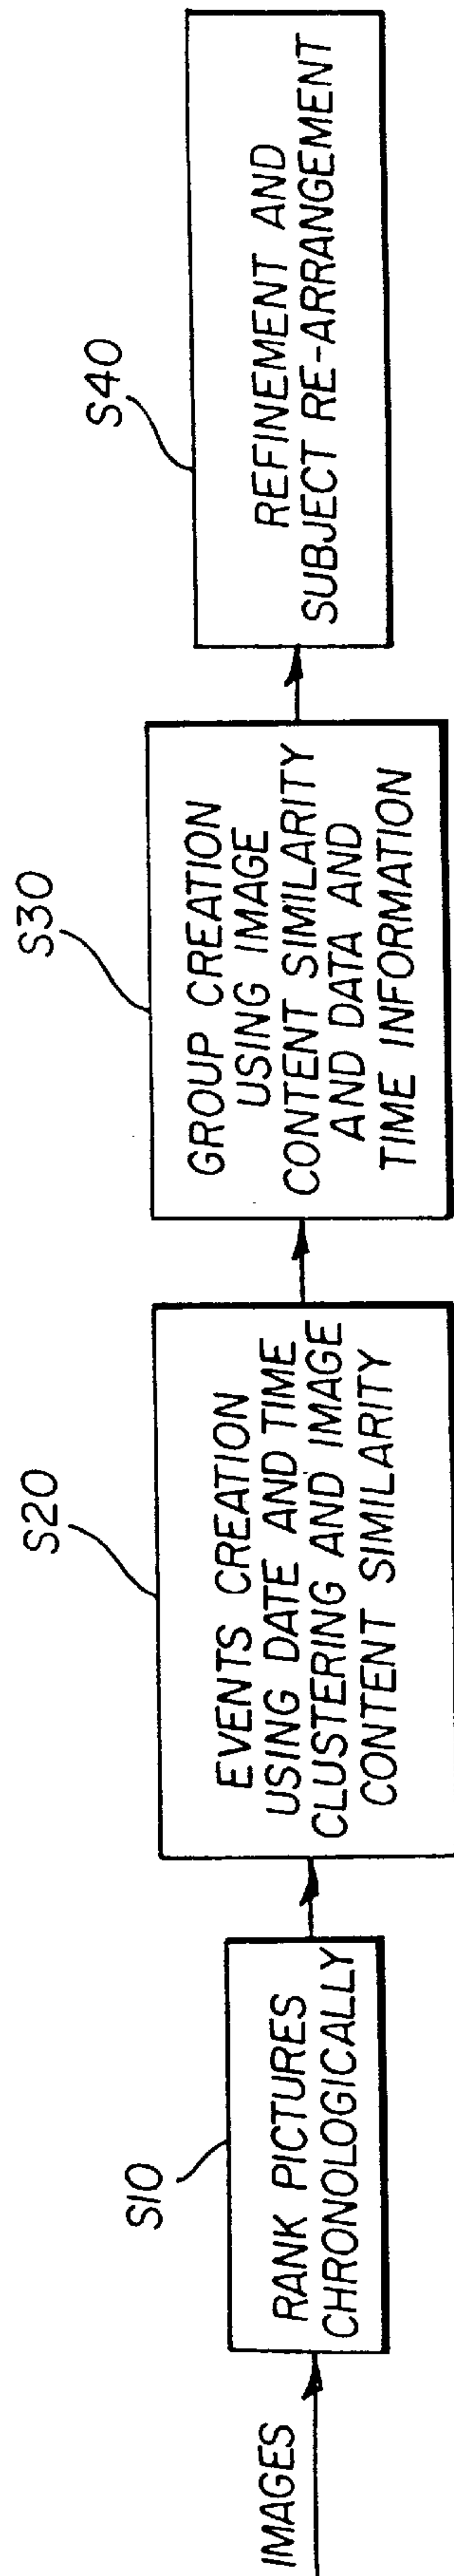 IMAGES
S10
RANK PICTURES
CHRONOLOGICALLY
S20
EVENTS CREATION
USING DATE AND TIME
CLUSTERING AND IMAGE
CONTENT SIMILARITY
S30
GROUP CREATION
USING IMAGE
CONTENT SIMILARITY
AND DATA AND
TIME INFORMATION
S40
REFINEMENT AND
SUBJECT RE-ARRANGEMENT